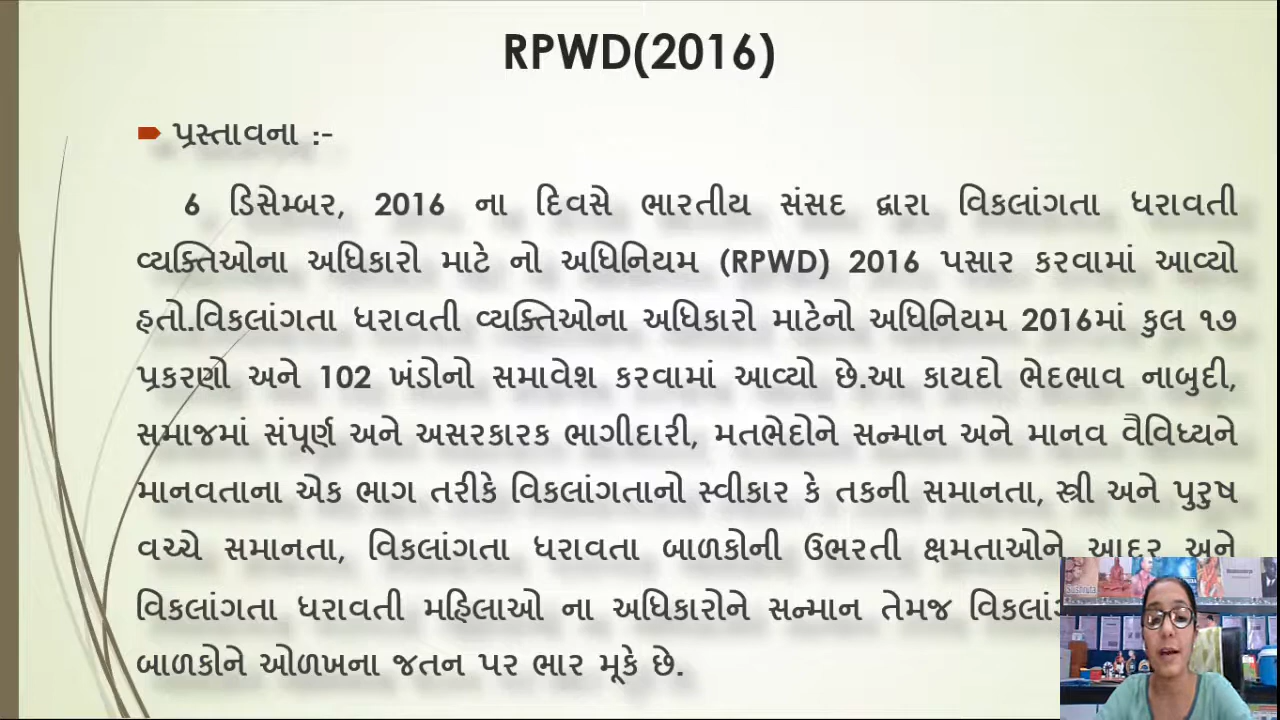 RPWD(2016)
પ્રસ્તાવના :-
6 ડિસેમ્બર, 2016 ના દિવસે ભારતીય સંસદ દ્વારા વિકલાંગતા ધરાવતી
વ્યક્તિઓના અધિકારો માટે નો અધિનિયમ (RPWD) 2016 પસાર કરવામાં આવ્યો
હતો.વિકલાંગતા ધરાવતી વ્યક્તિઓના અધિકારો માટેનો અધિનિયમ 2016માં કુલ ૧૭
પ્રકરણો અને 102 ખંડોનો સમાવેશ કરવામાં આવ્યો છે.આ કાયદો ભેદભાવ નાબુદી,
સમાજમાં સંપૂર્ણ અને અસરકારક ભાગીદારી, મતભેદોને સન્માન અને માનવ વૈવિધ્યને
માનવતાના એક ભાગ તરીકે વિકલાંગતાનો સ્વીકાર કે તકની સમાનતા, સ્ત્રી અને પુરુષ
વચ્ચે સમાનતા, વિકલાંગતા ધરાવતા બાળકોની ઉભરતી ક્ષમતાઓને આદર અને
વિકલાંગતા ધરાવતી મહિલાઓ ના અધિકારોને સન્માન તેમજ
બાળકોને ઓળખના જતન પર ભાર મૂકે છે.